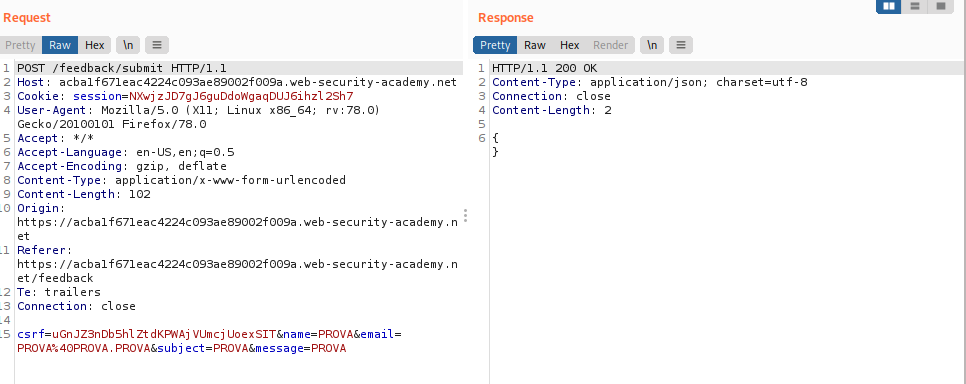 Request
Pretty Raw Hex \n
1 POST /feedback/submit HTTP/1.1
2 Host: acba1f671eac4224c093ae89002f009a.web-security-academy.net
3 Cookie: session=NXwjzJD7gJ6guDdoWgaqDUJ6ihzl2Sh7
4 User-Agent: Mozilla/5.0 (X11; Linux x86_64; rv:78.0)
Gecko/20100101 Firefox/78.0
5 Accept: */*
6 Accept-Language: en-US,en;q=0.5
7 Accept-Encoding: gzip, deflate
8 Content-Type: application/x-www-form-urlencoded
9 Content-Length: 102
10 Origin:
https://acba1f671eac4224c093ae89002f009a.web-security-academy.n
et
11 Referer:
https://acba1f671eac4224c093ae89002f009a.web-security-academy.n
et/feedback
12 Te: trailers
13 Connection: close
14
15 csrf=uGnJZ3nDb5hlZtdKPWAjVUmcjUoexSIT&name=PROVA&email=
PROVA%40PROVA.PROVA&subject=PROVA&message=PROVA
Response
Pretty Raw Hex Render \n
1 HTTP/1.1 200 OK
2 Content-Type: application/json; charset=utf-8
3 Connection: close
4 Content-Length: 2
5
6 {
}